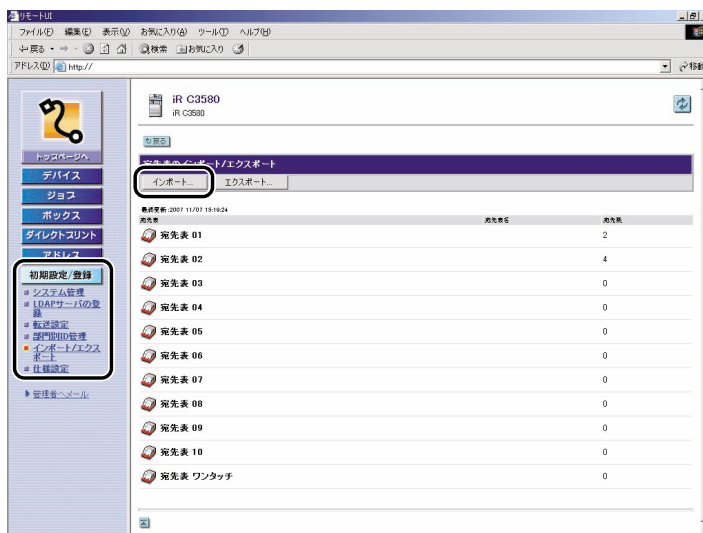 リモートUI
ファイル(F) 編集(E) 表示(V) お気に入り(A) ツール(T) ヘルプ(H)
戻る 検索 お気に入り
アドレス(D) http:// 移動
iR C3580
iR C3580
トップページへ
戻る
宛先表のインポート/エクスポート
インポート... エクスポート...
デバイス
ジョブ
ボックス
ダイレクトプリント
アドレス
初期設定/登録
システム管理
LDAPサーバの登録
転送設定
部門別ID管理
インポート/エクスポート
仕様設定
管理者へメール
最終更新:2007 11/07 18:19:24
宛先表 宛先表名 宛先数
宛先表 01 2
宛先表 02 4
宛先表 03 0
宛先表 04 0
宛先表 05 0
宛先表 06 0
宛先表 07 0
宛先表 08 0
宛先表 09 0
宛先表 10 0
宛先表 ワンタッチ 0